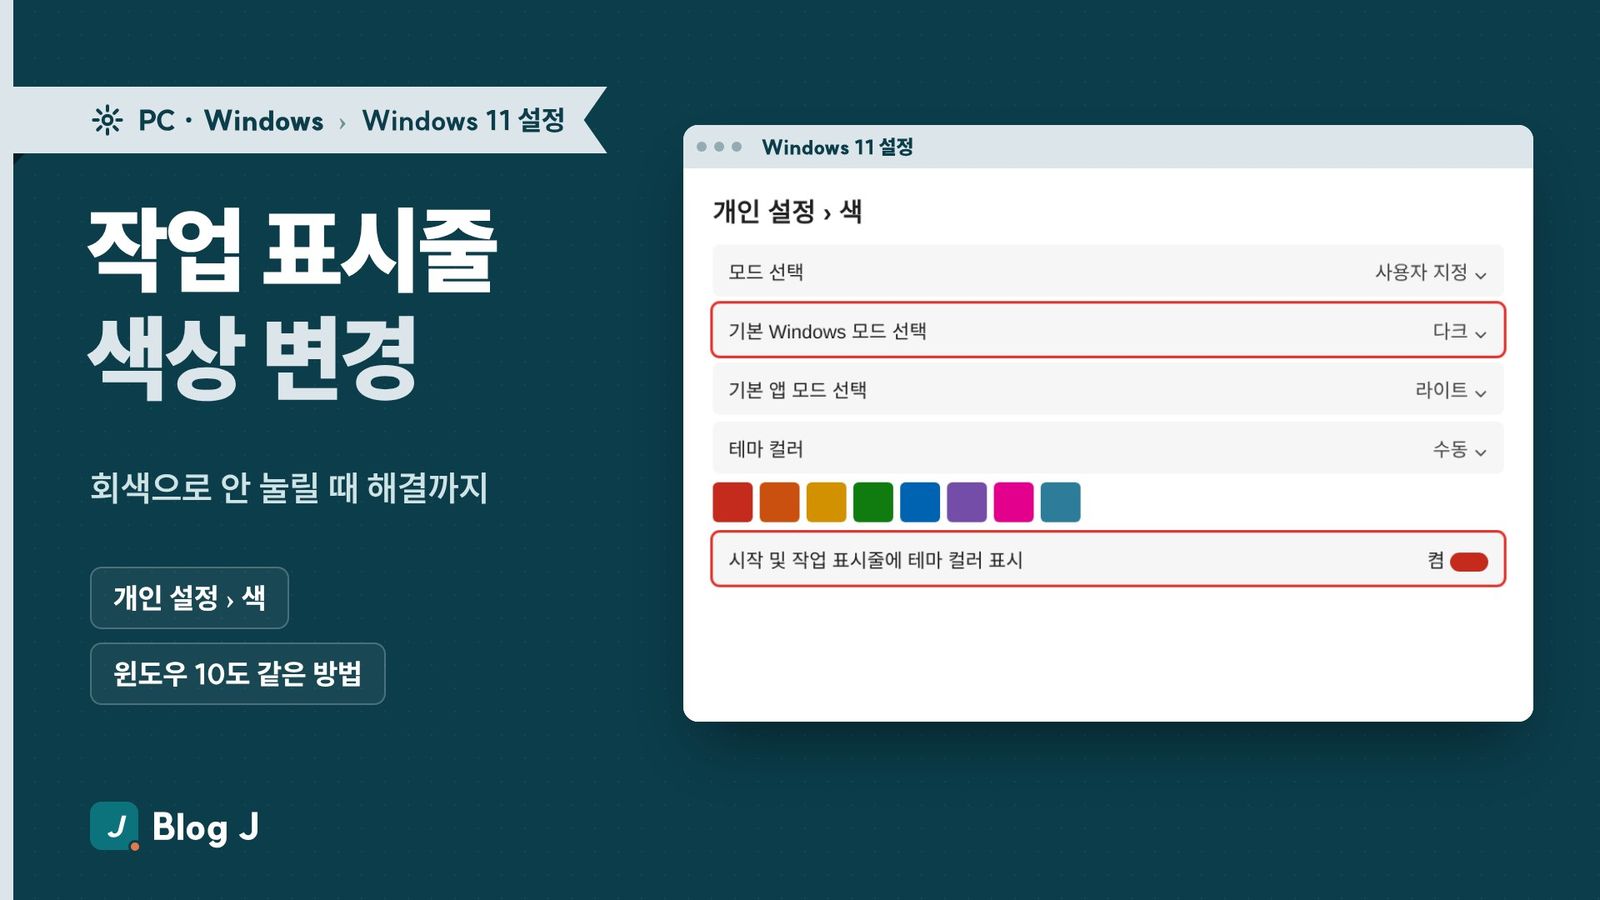 PC · Windows › Windows 11 설정
작업 표시줄
색상 변경
회색으로 안 눌릴 때 해결까지
개인 설정 › 색
윈도우 10도 같은 방법
J Blog J
Windows 11 설정
개인 설정 › 색
모드 선택 사용자 지정
기본 Windows 모드 선택 다크
기본 앱 모드 선택 라이트
테마 컬러 수동
시작 및 작업 표시줄에 테마 컬러 표시 켬